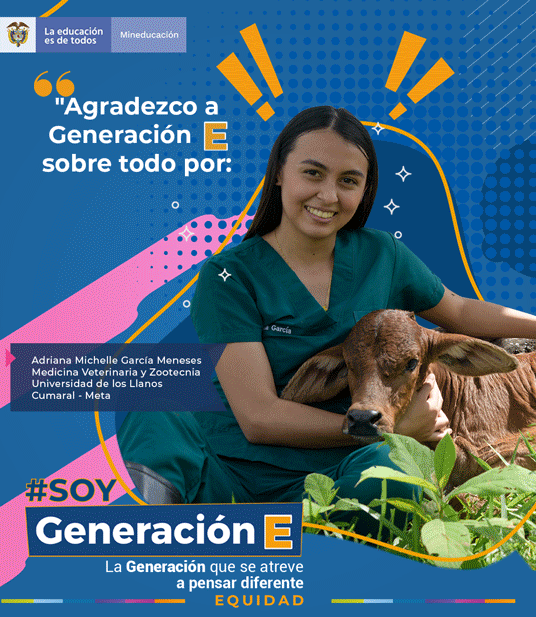 La educación
es de todos
Mineducación
"Agradezco a
Generación E
sobre todo por:
García
Adriana Michelle García Meneses
Medicina Veterinaria y Zootecnía
Universidad de los Llanos
Cumaral - Meta
#SOY
Generación E
La Generación que se atreve
a pensar diferente
EQUIDAD